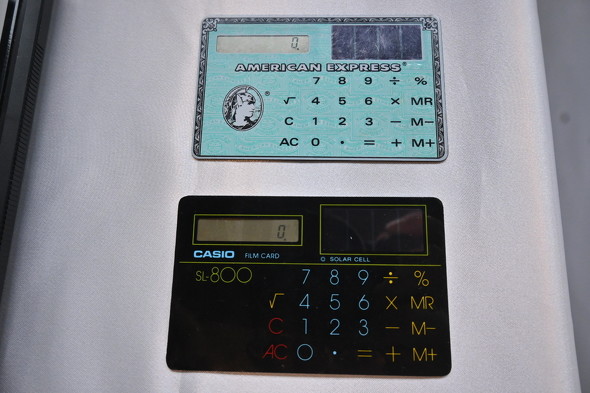 0.
AMERICAN EXPRESS®
7 8 9 ÷ %
√ 4 5 6 × MR
®
C 1 2 3 − M−
AC 0 · = + M+
0.
CASIO FILM CARD
SOLAR CELL
SL-800
7 8 9 ÷ %
√ 4 5 6 × MR
C 1 2 3 − M−
AC 0 · = + M+